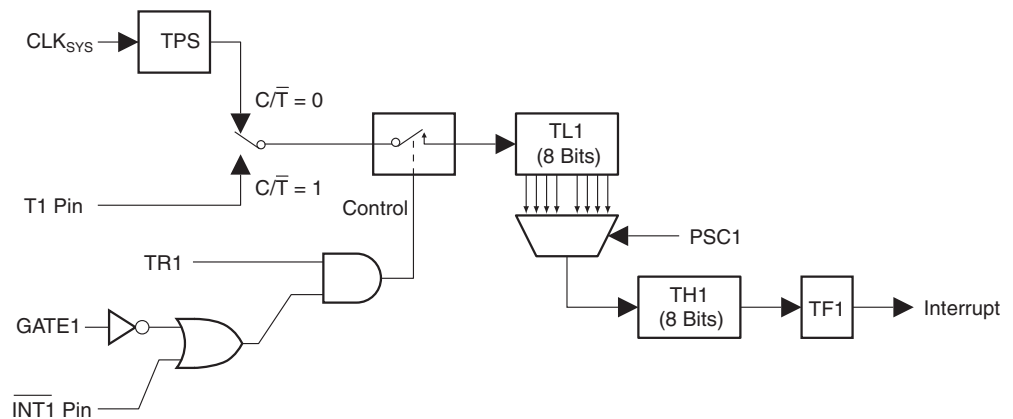 CLKSYS
TPS
C/T̅ = 0
C/T̅ = 1
T1 Pin
Control
TL1
(8 Bits)
PSC1
TR1
GATE1
I̅N̅T̅1̅ Pin
TH1
(8 Bits)
TF1
Interrupt